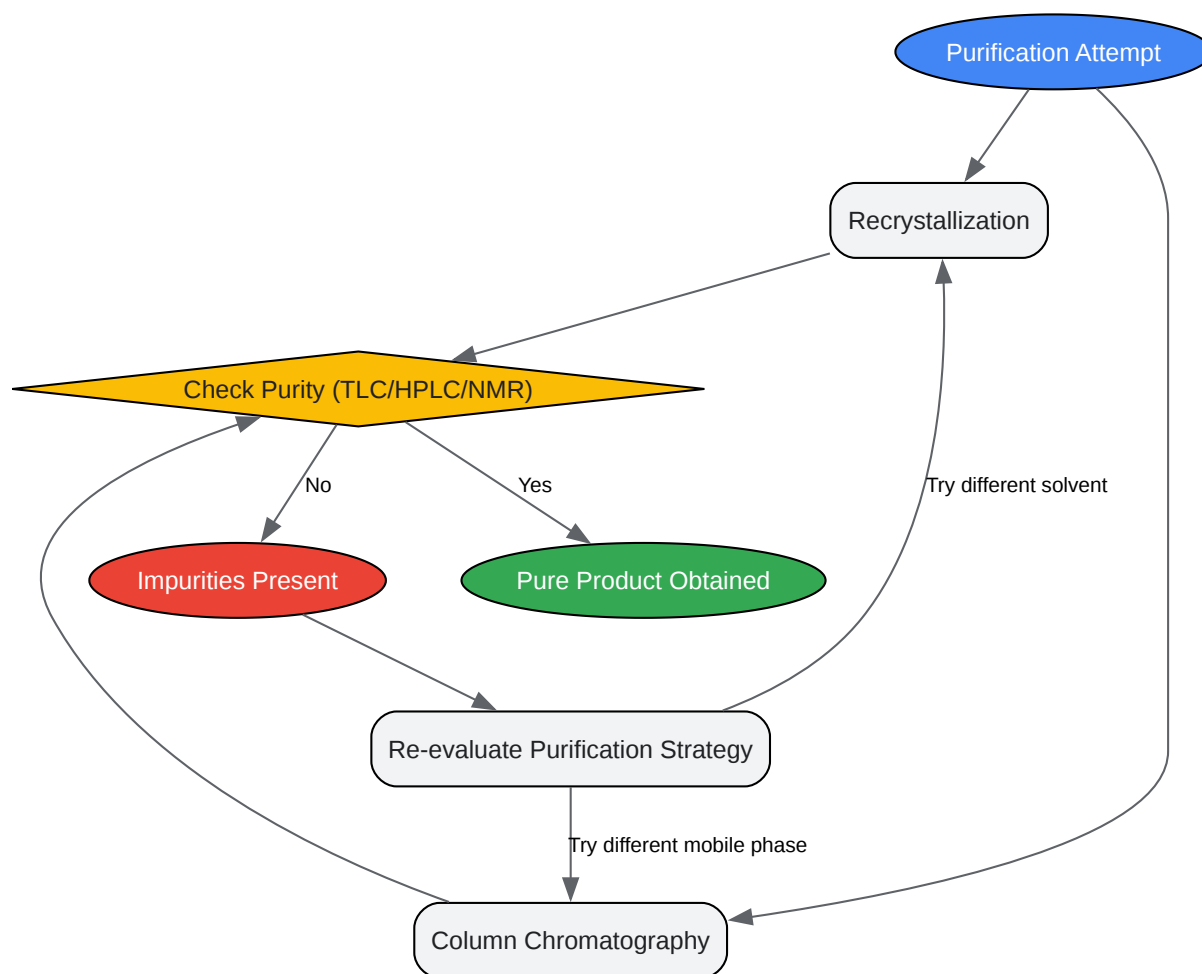 Purification Attempt
Recrystallization
Check Purity (TLC/HPLC/NMR)
No
Yes
Try different solvent
Impurities Present
Pure Product Obtained
Re-evaluate Purification Strategy
Try different mobile phase
Column Chromatography